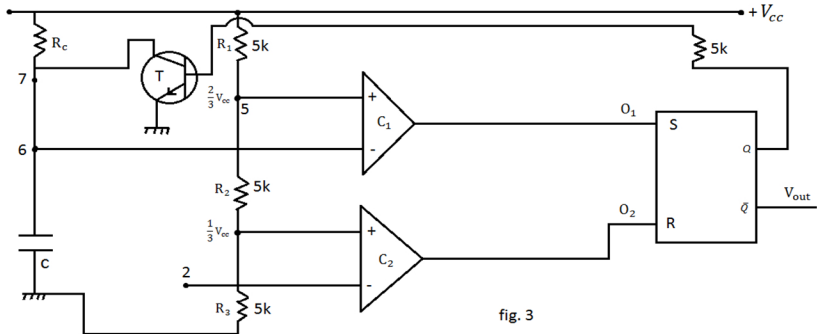 + Vcc
Rc
R1
5k
5k
7
T
2/3 Vcc
5
+
C1
-
O1
S
Q
6
R2
5k
Vout
Q̅
1/3 Vcc
+
O2
R
C2
C
2
-
R3
5k
fig. 3